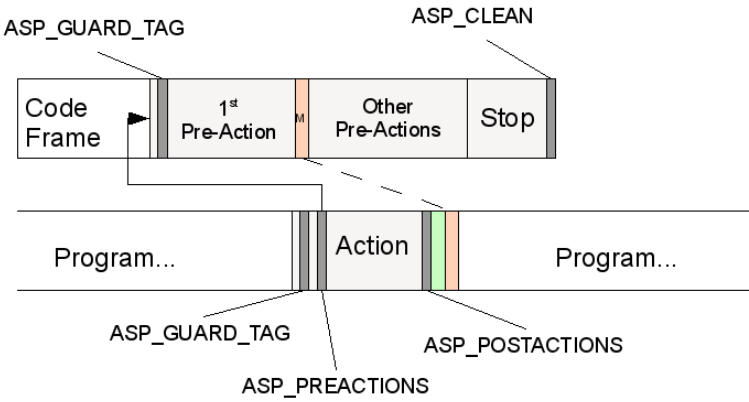 ASP_GUARD_TAG
ASP_CLEAN
Code
Frame
1st
Pre-Action
M
Other
Pre-Actions
Stop
Program...
Action
Program...
ASP_GUARD_TAG
ASP_POSTACTIONS
ASP_PREACTIONS